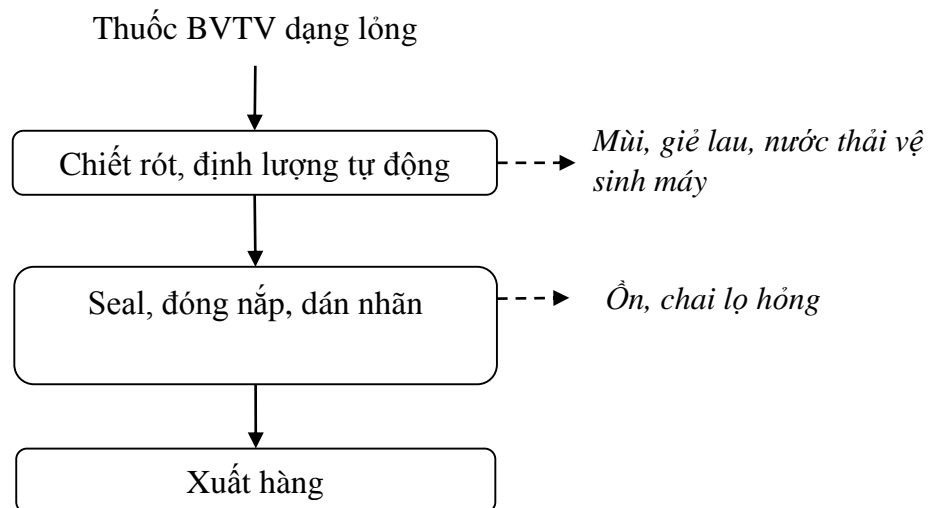 Thuốc BVTV dạng lỏng
Chiết rót, định lượng tự động
Mùi, giẻ lau, nước thải vệ
sinh máy
Seal, đóng nắp, dán nhãn
Ồn, chai lọ hỏng
Xuất hàng